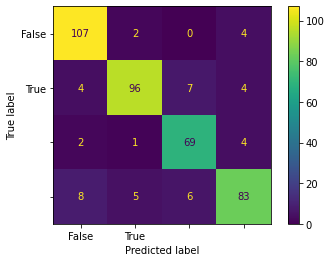 False 107 2 0 4
True 4 96 7 4
2 1 69 4
8 5 6 83
False True
Predicted label
True label
100
80
60
40
20
0